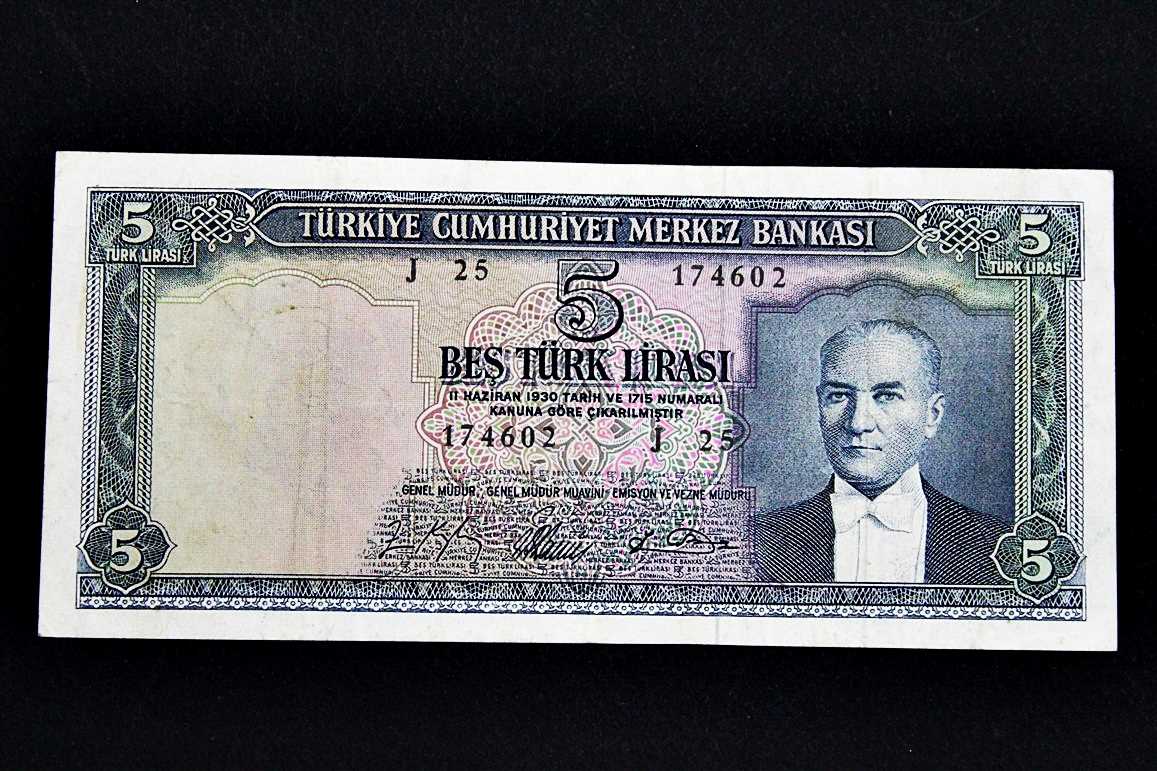 5 TÜRKİYE CUMHURİYET MERKEZ BANKASI 5
TÜRK LİRASI TÜRK LİRASI
J 25 5 174602
BEŞ TÜRK LİRASI
11 HAZİRAN 1930 TARİH VE 1715 NUMARALI
KANUNA GÖRE ÇIKARILMIŞTIR
174602 J 25
GENEL MÜDÜR, GENEL MÜDÜR MUAVİNİ EMİSYON VE VEZNE MÜDÜRÜ
5 5